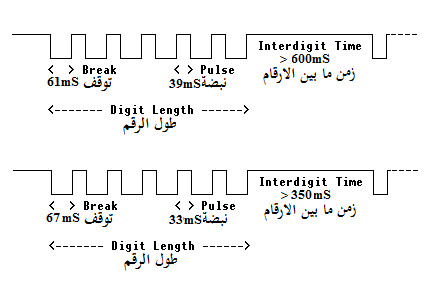 Interdigit Time
> 600mS
زمن ما بين الارقام
< > Break < > Pulse
61mS توقف 39mS نبضة
<------- Digit Length ------>
طول الرقم
Interdigit Time
> 350mS
زمن ما بين الارقام
< > Break < > Pulse
67mS توقف 33mS نبضة
<------- Digit Length ------>
طول الرقم